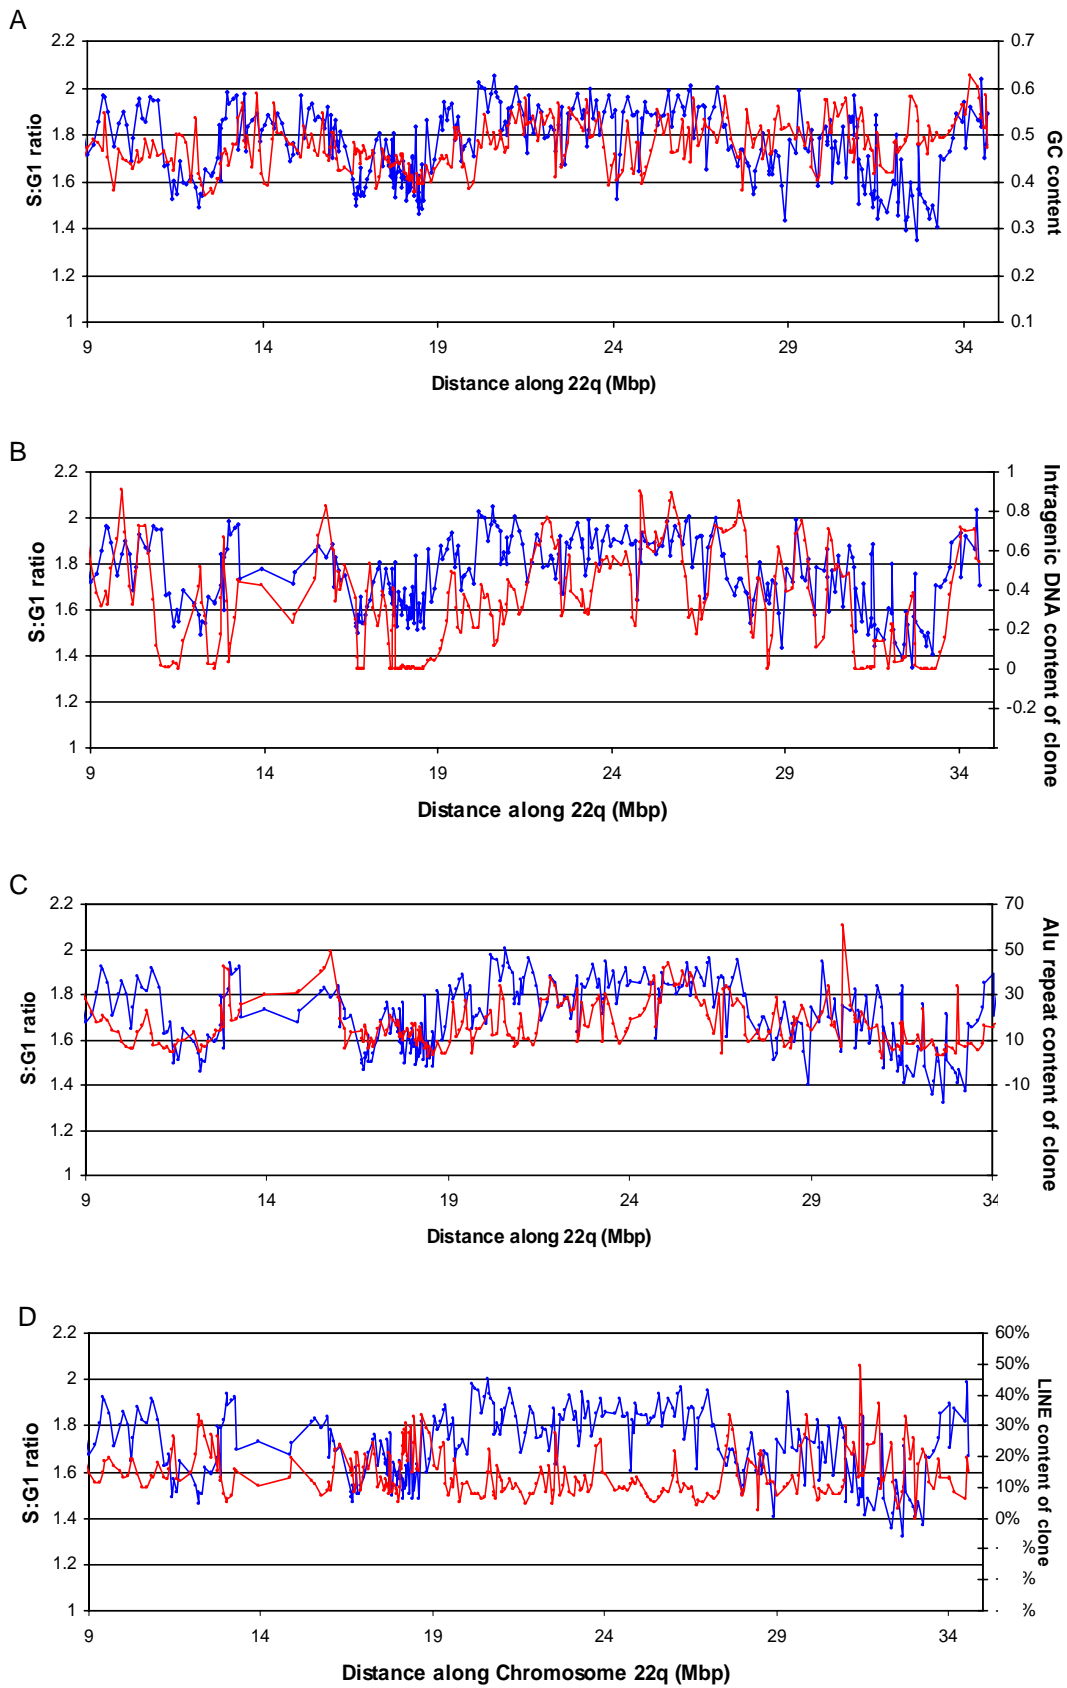 A
2.2
2
1.8
1.6
1.4
1.2
1
S:G1 ratio
0.7
0.6
0.5
0.4
0.3
0.2
0.1
GC content
9 14 19 24 29 34
Distance along 22q (Mbp)
B
2.2
2
1.8
1.6
1.4
1.2
1
S:G1 ratio
1
0.8
0.6
0.4
0.2
0
-0.2
Intragenic DNA content of clone
9 14 19 24 29 34
Distance along 22q (Mbp)
C
2.2
2
1.8
1.6
1.4
1.2
1
S:G1 ratio
70
50
30
10
-10
Alu repeat content of clone
9 14 19 24 29 34
Distance along 22q (Mbp)
D
2.2
2
1.8
1.6
1.4
1.2
1
S:G1 ratio
60%
50%
40%
30%
20%
10%
0%
%
%
%
LINE content of clone
9 14 19 24 29 34
Distance along Chromosome 22q (Mbp)